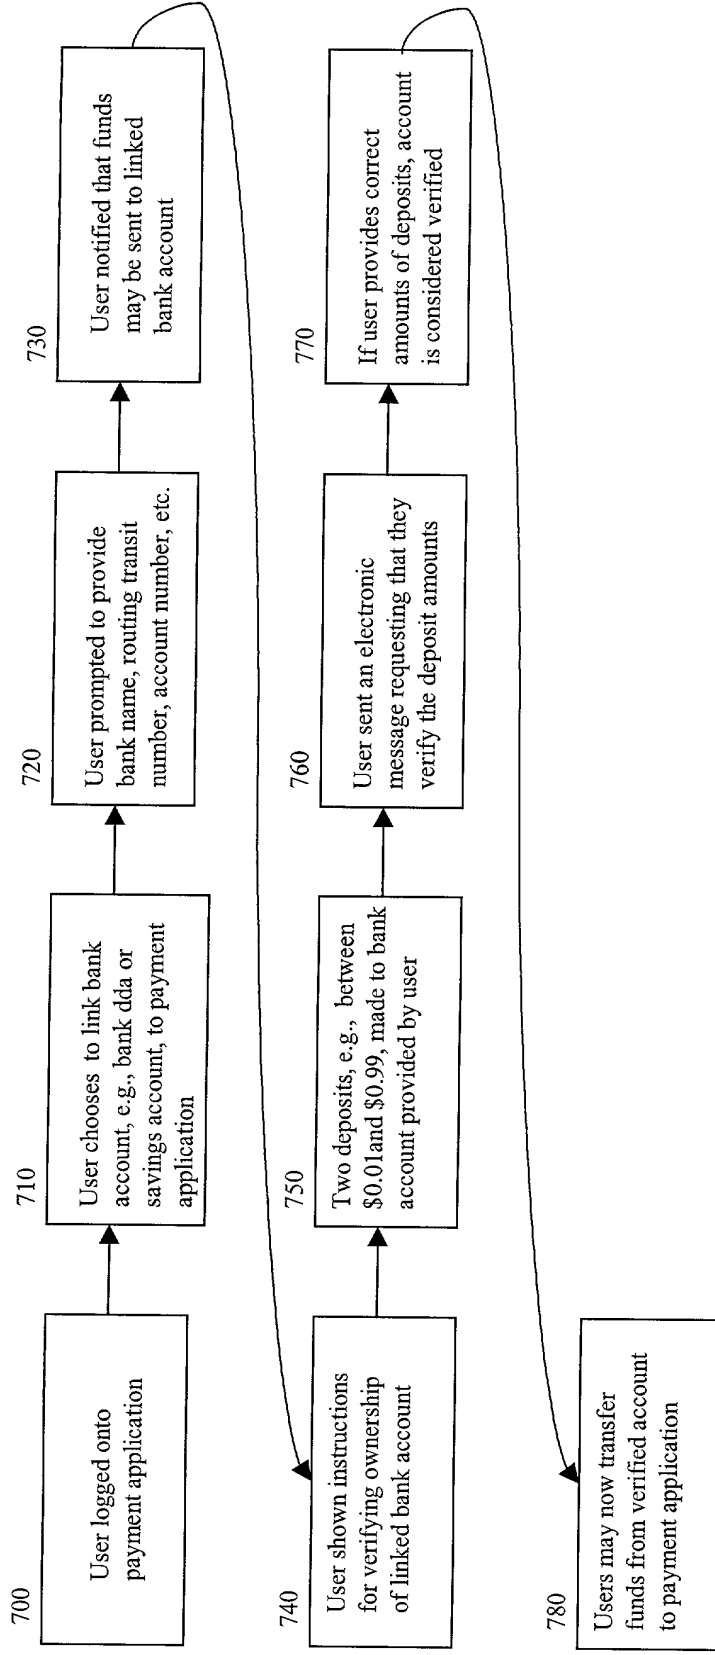 700
User logged onto
payment application
710
User chooses to link bank
account, e.g., bank dda or
savings account, to payment
application
720
User prompted to provide
bank name, routing transit
number, account number, etc.
730
User notified that funds
may be sent to linked
bank account
740
User shown instructions
for verifying ownership
of linked bank account
750
Two deposits, e.g., between
$0.01and $0.99, made to bank
account provided by user
760
User sent an electronic
message requesting that they
verify the deposit amounts
770
If user provides correct
amounts of deposits, account
is considered verified
780
Users may now transfer
funds from verified account
to payment application